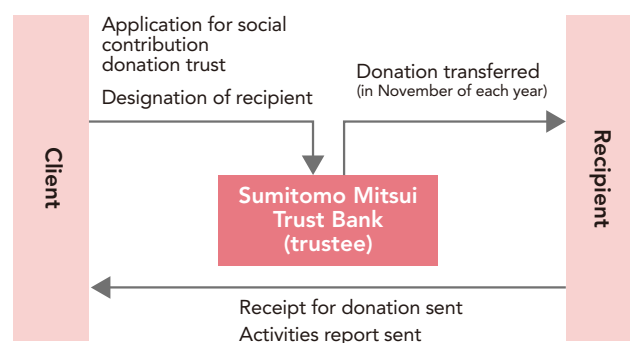 Application for social
contribution
donation trust
Designation of recipient
Donation transferred
(in November of each year)
Client
Sumitomo Mitsui
Trust Bank
(trustee)
Recipient
Receipt for donation sent
Activities report sent